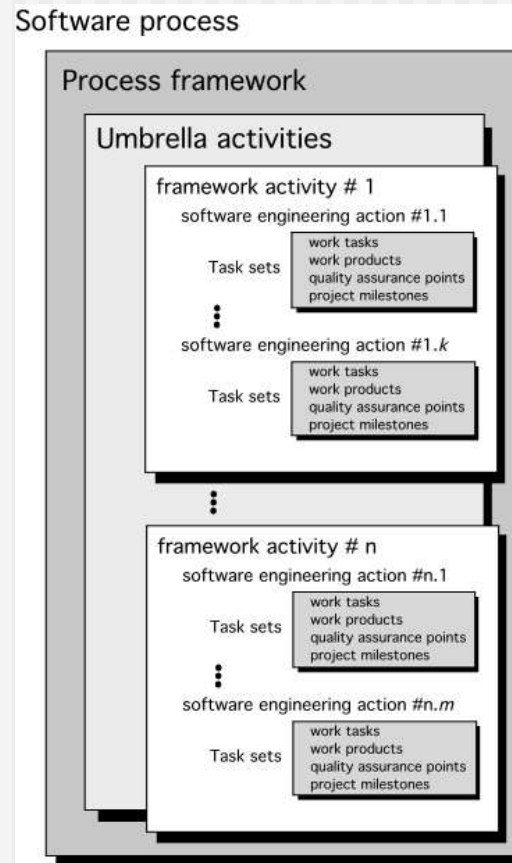 Software process
Process framework
Umbrella activities
framework activity # 1
software engineering action #1.1
Task sets
work tasks
work products
quality assurance points
project milestones
software engineering action #1.k
Task sets
work tasks
work products
quality assurance points
project milestones
framework activity # n
software engineering action #n.1
Task sets
work tasks
work products
quality assurance points
project milestones
software engineering action #n.m
Task sets
work tasks
work products
quality assurance points
project milestones